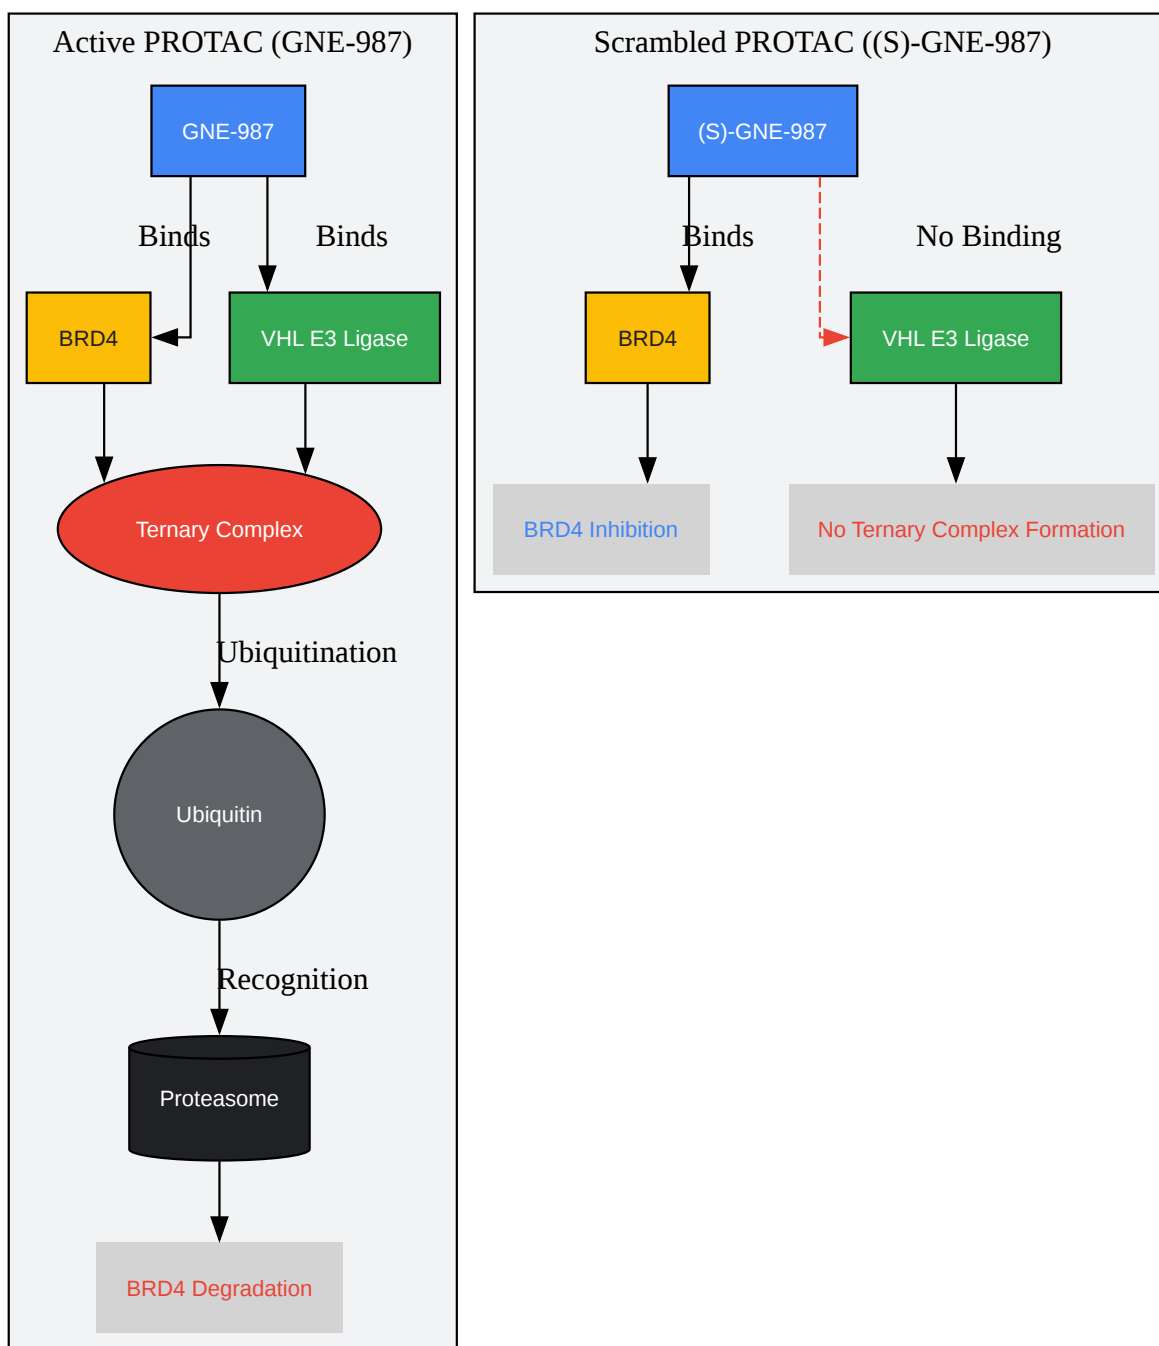 Active PROTAC (GNE-987)
GNE-987
Binds
Binds
BRD4
VHL E3 Ligase
Ternary Complex
Ubiquitination
Ubiquitin
Recognition
Proteasome
BRD4 Degradation
Scrambled PROTAC ((S)-GNE-987)
(S)-GNE-987
Binds
No Binding
BRD4
VHL E3 Ligase
BRD4 Inhibition
No Ternary Complex Formation